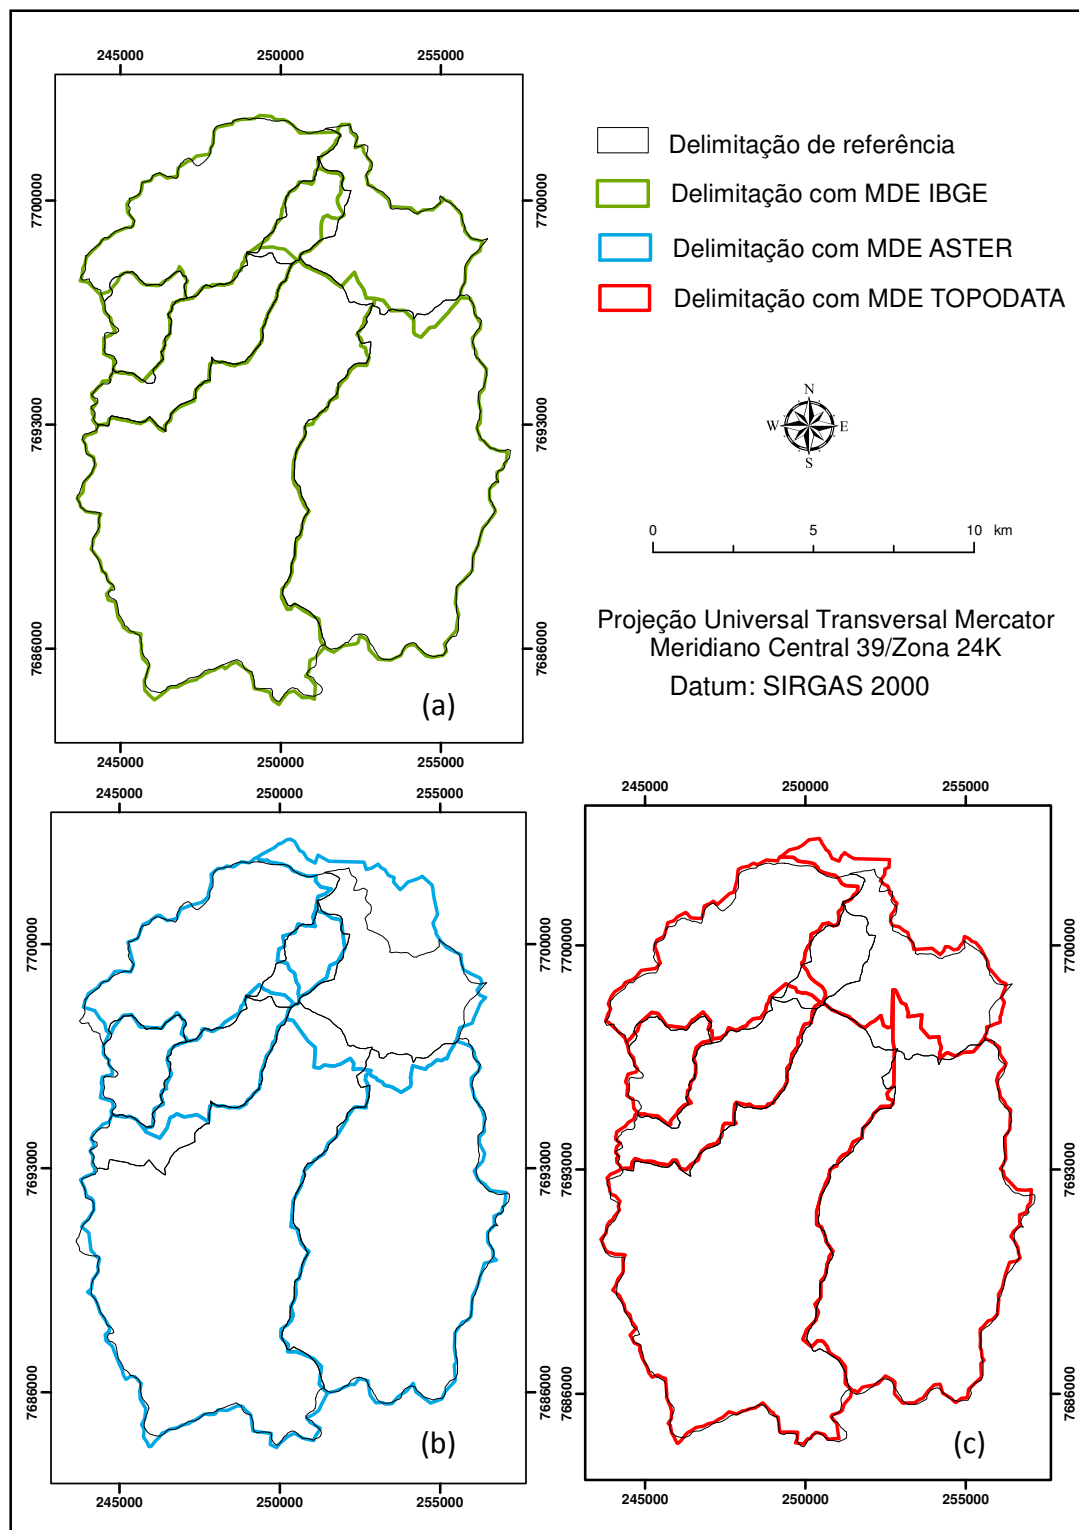 245000 250000 255000
7700000 7700000
7693000 7693000
7686000 7686000
(a)
245000 250000 255000
Delimitação de referência
Delimitação com MDE IBGE
Delimitação com MDE ASTER
Delimitação com MDE TOPODATA
N
W E
S
0 5 10 km
Projeção Universal Transversal Mercator
Meridiano Central 39/Zona 24K
Datum: SIRGAS 2000
245000 250000 255000
7700000 7700000
7693000 7693000
7686000 7686000
(b)
245000 250000 255000
245000 250000 255000
7700000 7700000
7693000 7693000
7686000 7686000
(c)
245000 250000 255000